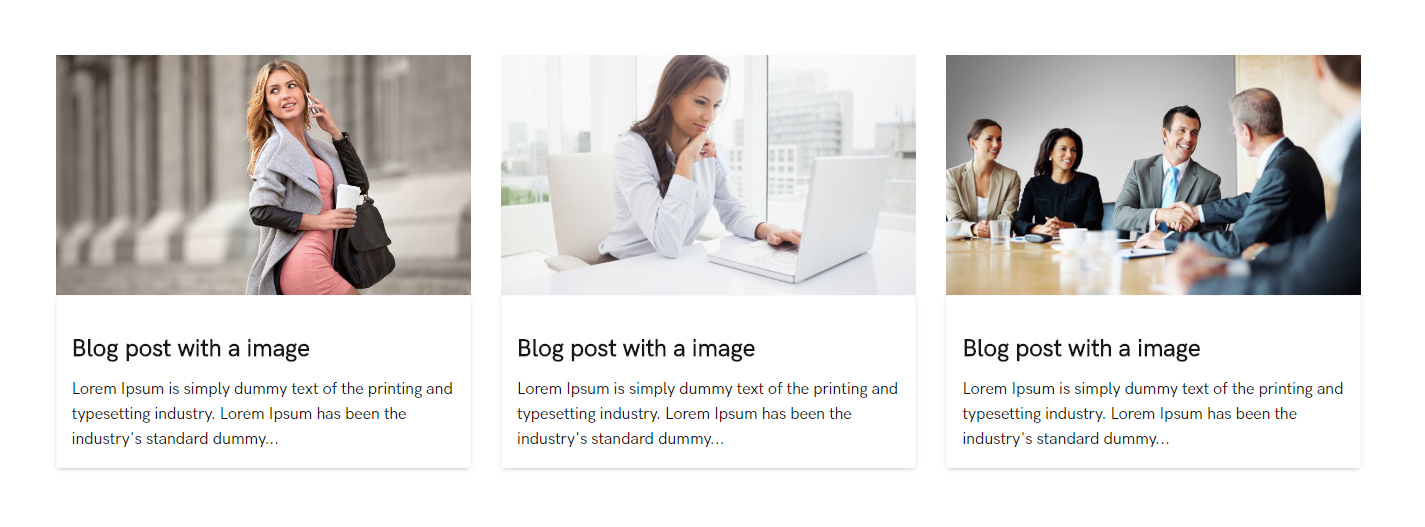 Blog post with a image
Lorem Ipsum is simply dummy text of the printing and
typesetting industry. Lorem Ipsum has been the
industry's standard dummy...
Blog post with a image
Lorem Ipsum is simply dummy text of the printing and
typesetting industry. Lorem Ipsum has been the
industry's standard dummy...
Blog post with a image
Lorem Ipsum is simply dummy text of the printing and
typesetting industry. Lorem Ipsum has been the
industry's standard dummy...